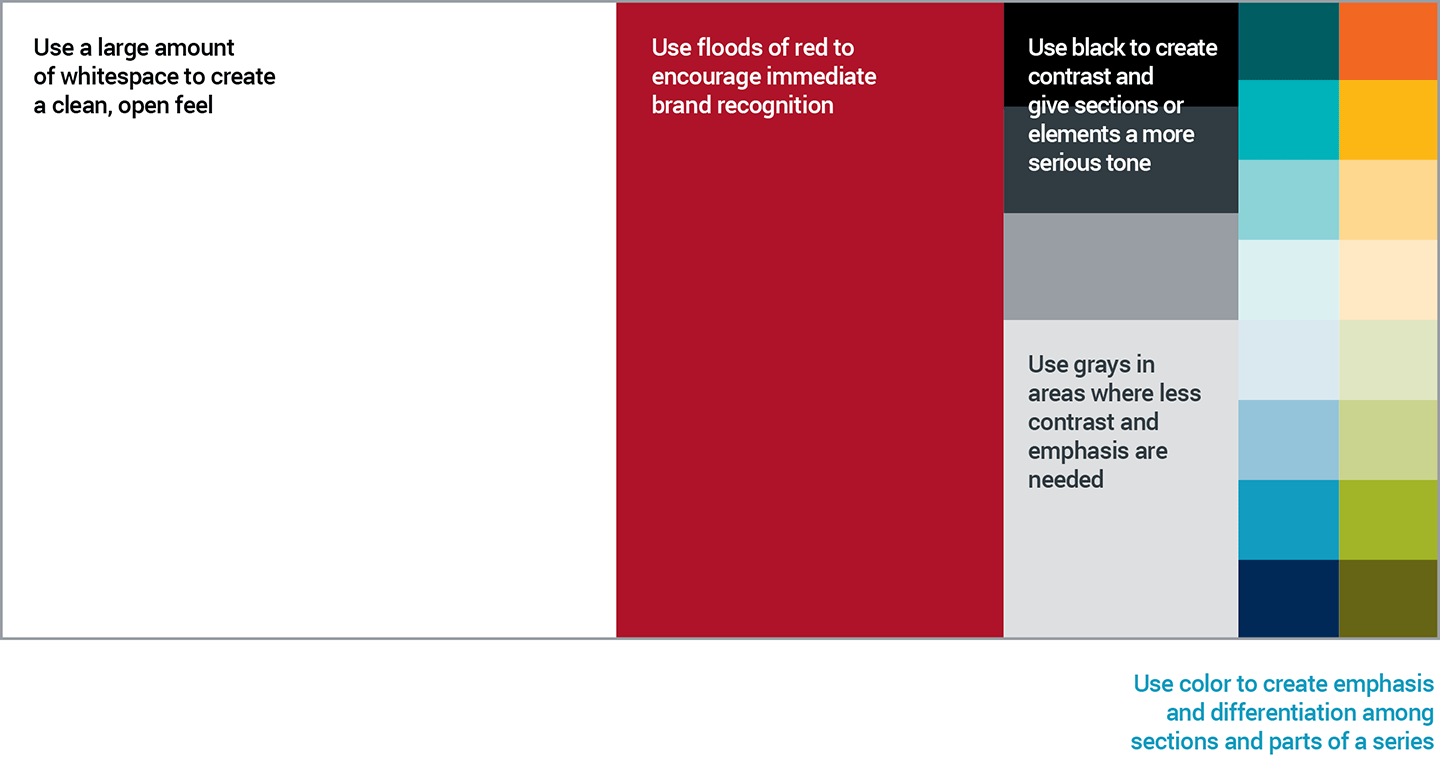 Use a large amount
of whitespace to create
a clean, open feel
Use floods of red to
encourage immediate
brand recognition
Use black to create
contrast and
give sections or
elements a more
serious tone
Use grays in
areas where less
contrast and
emphasis are
needed
Use color to create emphasis
and differentiation among
sections and parts of a series